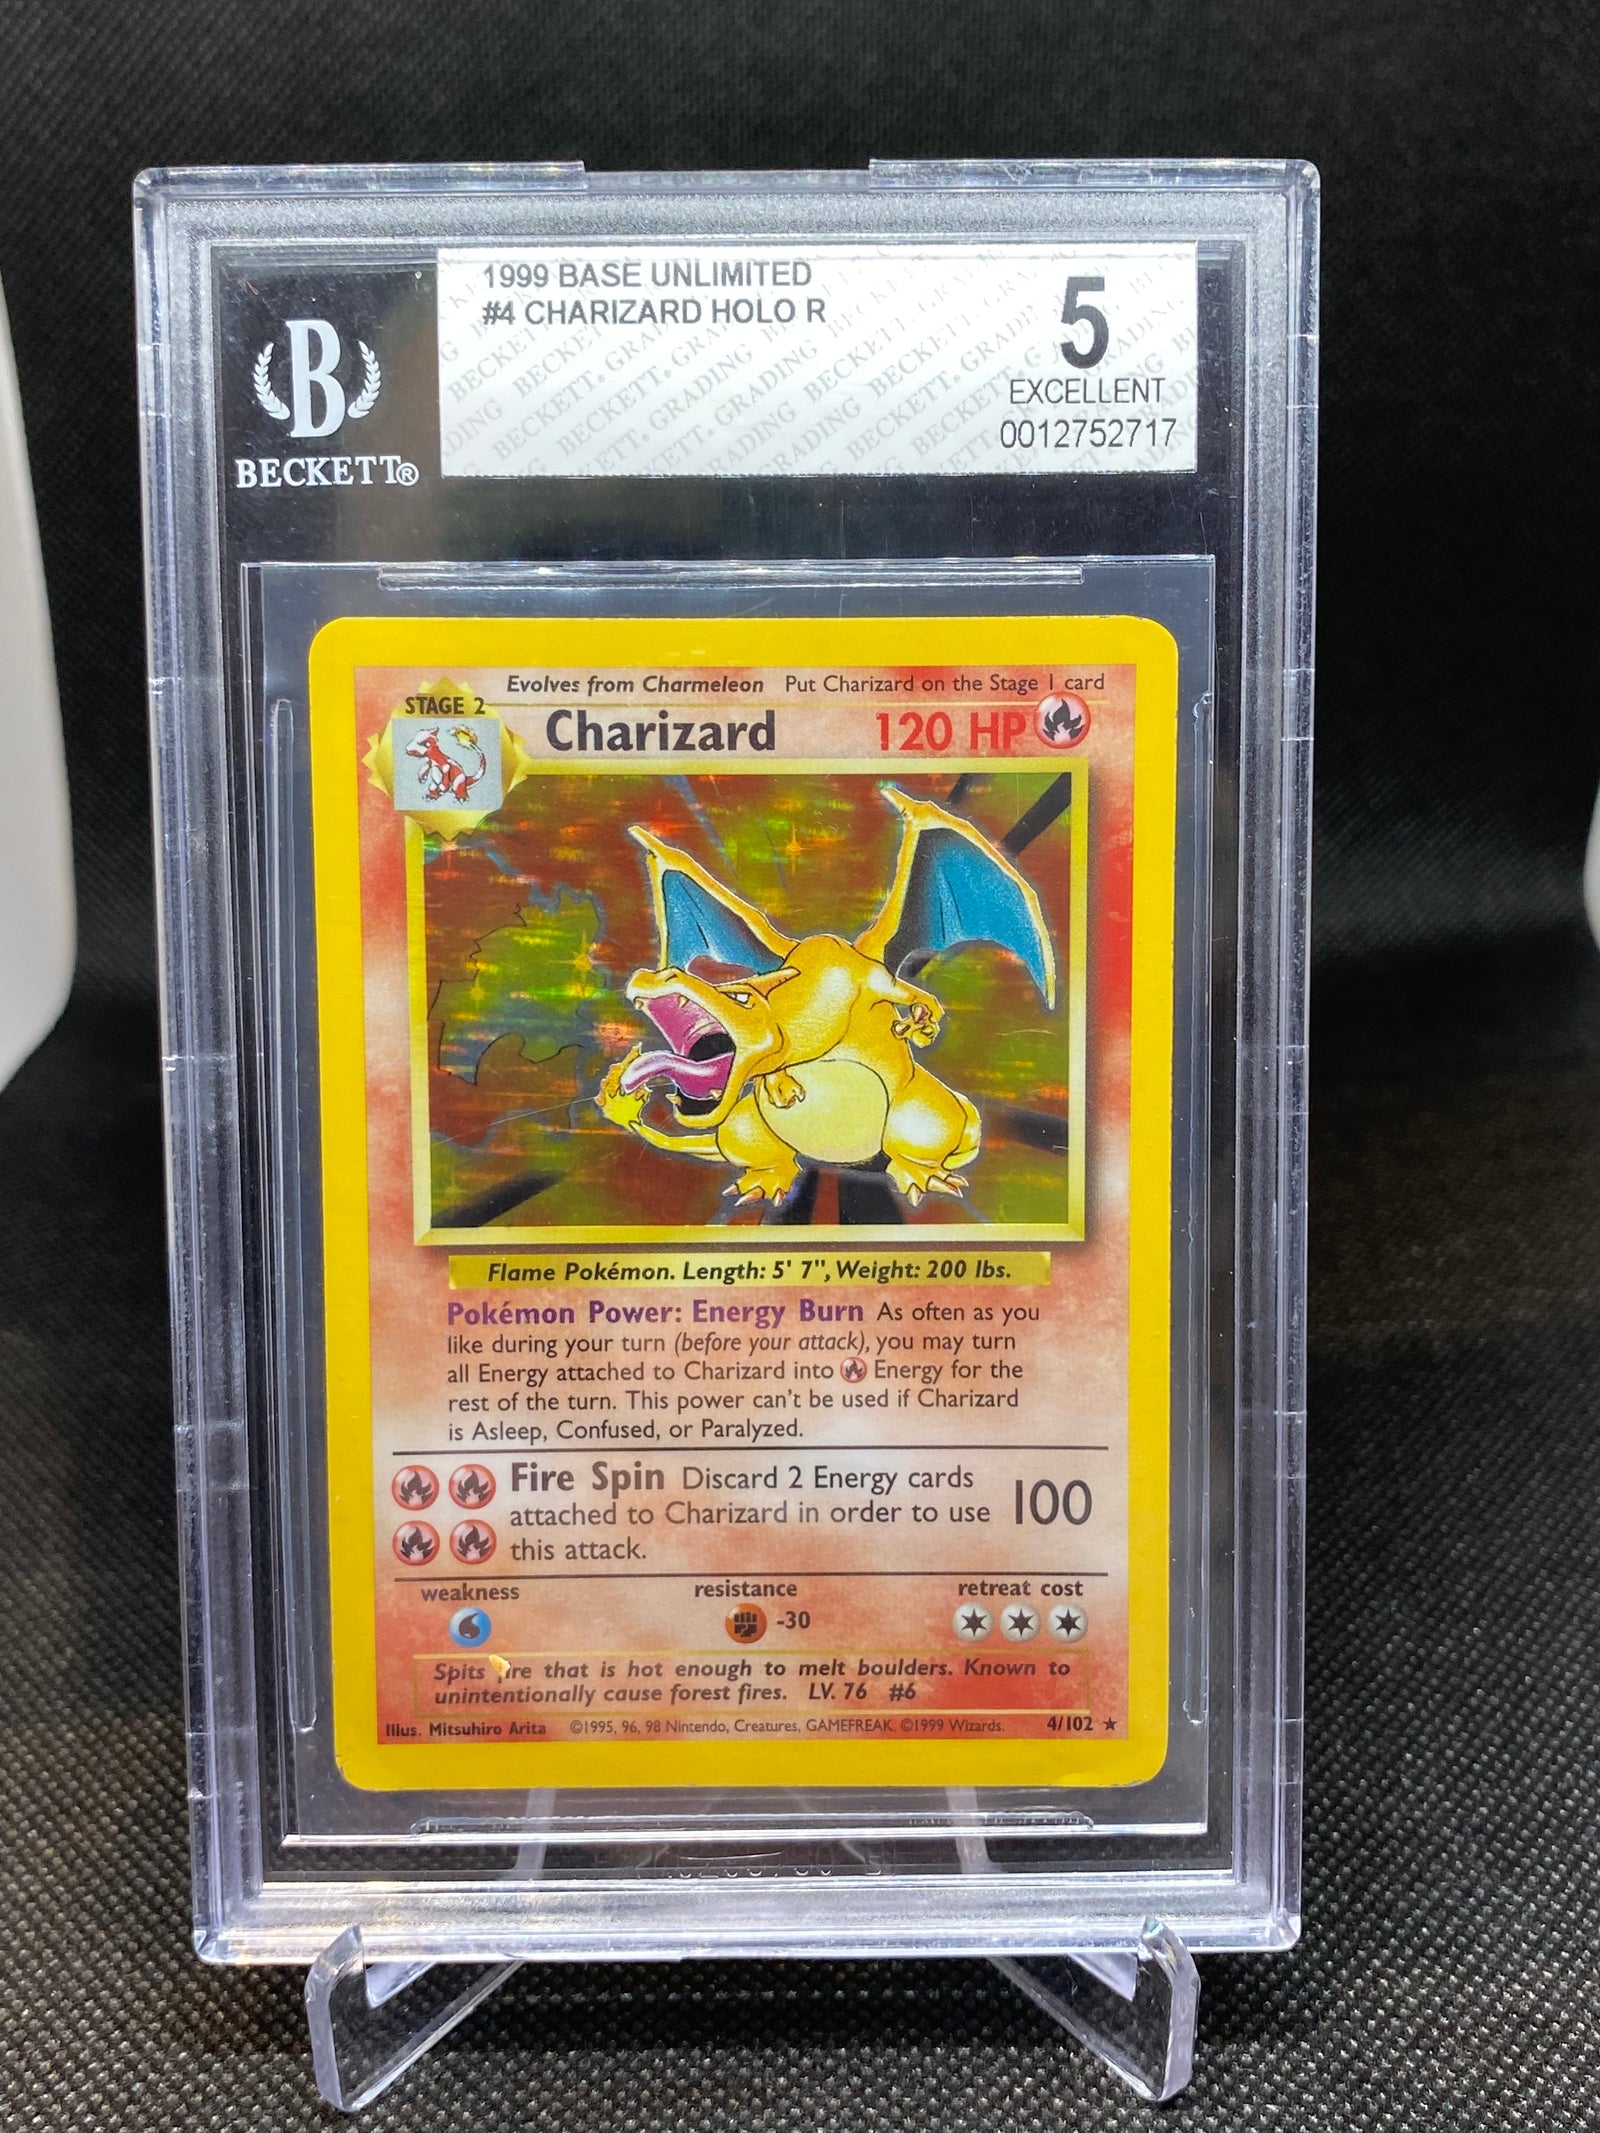 1999 BASE UNLIMITED
#4 CHARIZARD HOLO R
5
EXCELLENT
0012752717
B
BECKETT®
Evolves from Charmeleon Put Charizard on the Stage 1 card
STAGE 2
Charizard 120 HP
Flame Pokémon. Length: 5' 7", Weight: 200 lbs.
Pokémon Power: Energy Burn As often as you
like during your turn (before your attack), you may turn
all Energy attached to Charizard into Energy for the
rest of the turn. This power can't be used if Charizard
is Asleep, Confused, or Paralyzed.
Fire Spin Discard 2 Energy cards
attached to Charizard in order to use 100
this attack.
weakness resistance retreat cost
-30
Spits fire that is hot enough to melt boulders. Known to
unintentionally cause forest fires. LV. 76 #6
Illus. Mitsuhiro Arita ©1995, 96, 98 Nintendo, Creatures, GAMEFREAK. ©1999 Wizards. 4/102 ★